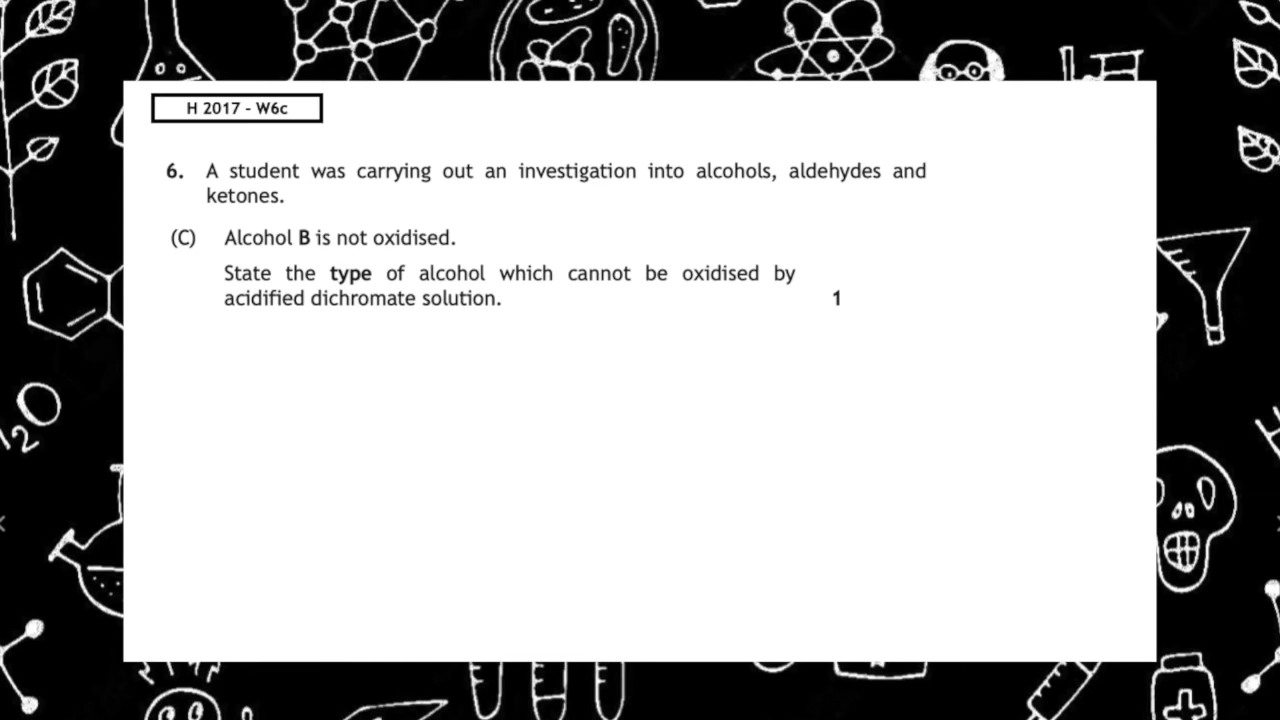 H 2017 - W6c
6. A student was carrying out an investigation into alcohols, aldehydes and
ketones.
(C) Alcohol B is not oxidised.
State the type of alcohol which cannot be oxidised by
acidified dichromate solution. 1
H₂O